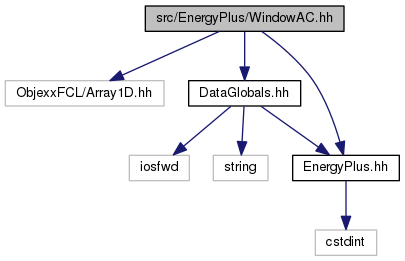 src/EnergyPlus/WindowAC.hh
ObjexxFCL/Array1D.hh
DataGlobals.hh
iosfwd
string
EnergyPlus.hh
cstdint